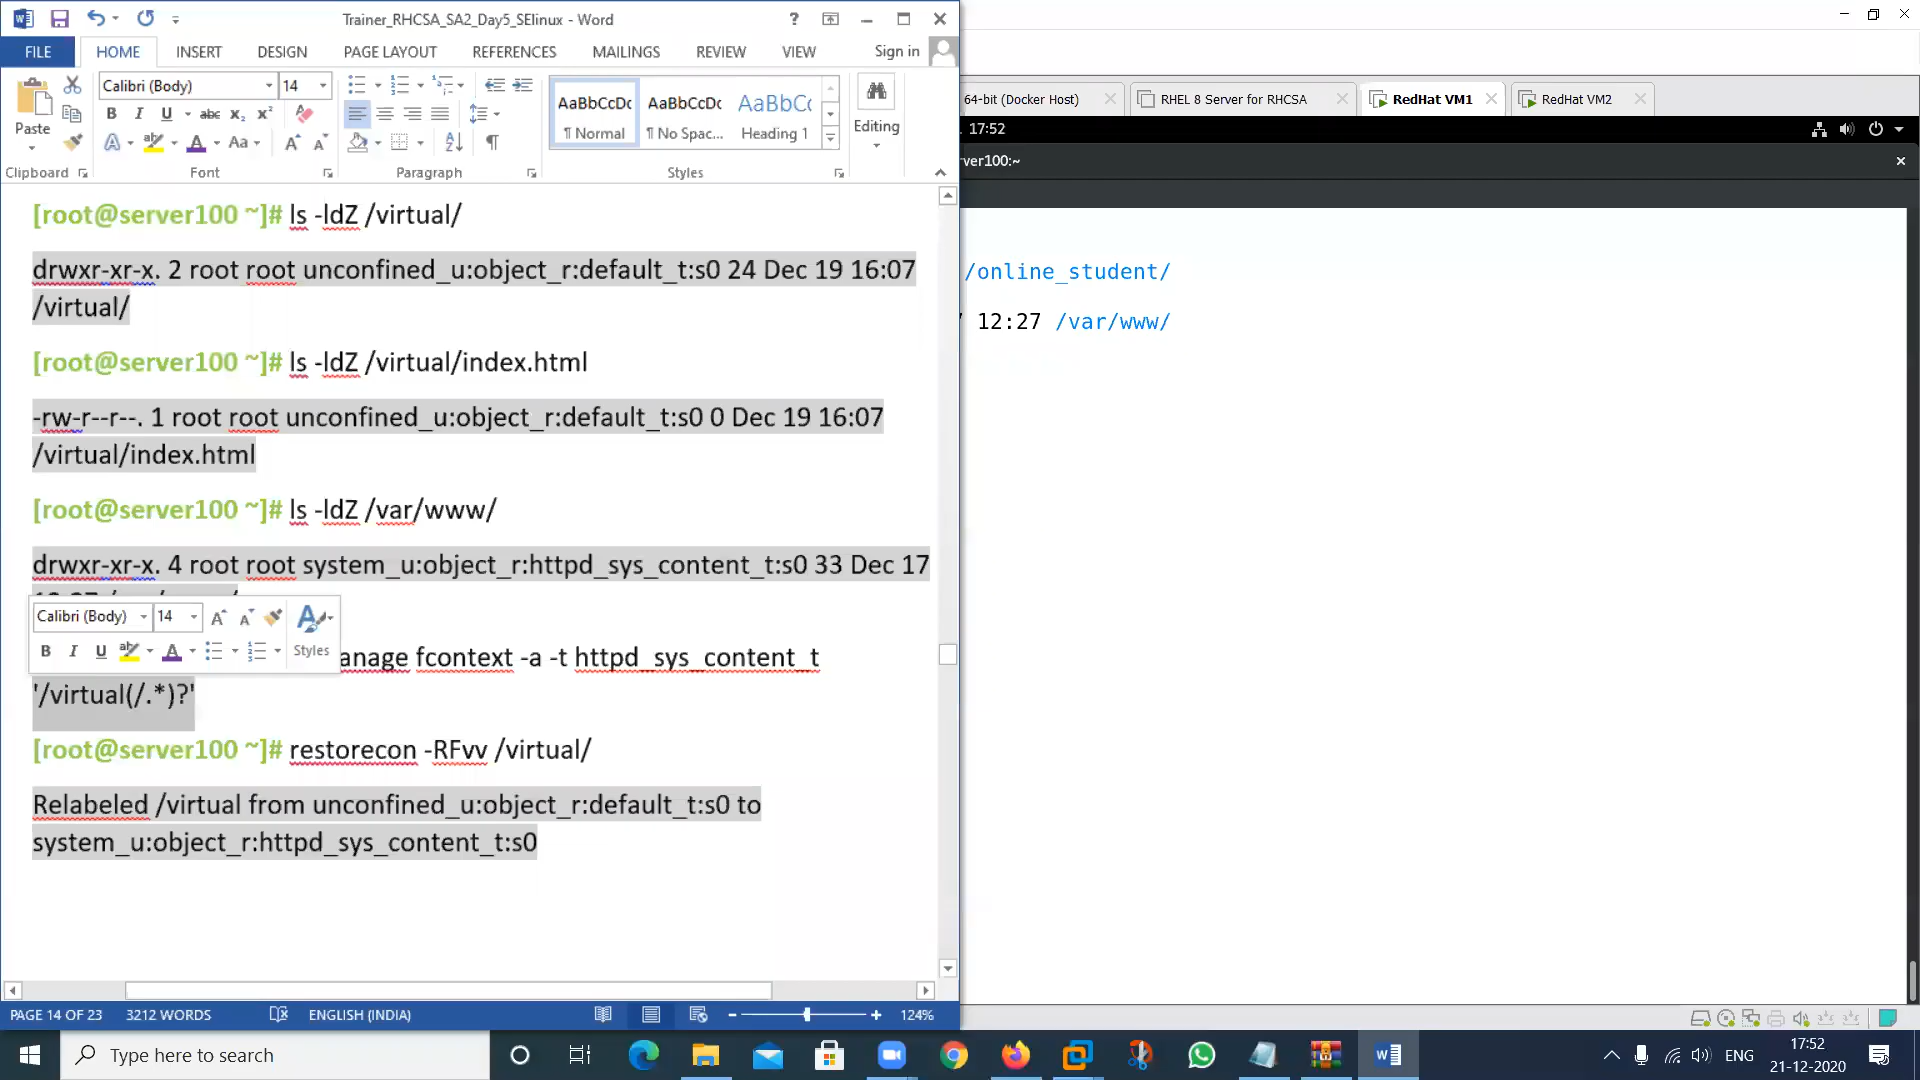 Trainer_RHCSA_SA2_Day5_SElinux - Word
FILE HOME INSERT DESIGN PAGE LAYOUT REFERENCES MAILINGS REVIEW VIEW Sign in
Calibri (Body) 14
Paste
AaBbCcDc AaBbCcDc AaBbCc
¶ Normal ¶ No Spac... Heading 1
Editing
Clipboard Font Paragraph Styles
[root@server100 ~]# ls -ldZ /virtual/
drwxr-xr-x. 2 root root unconfined_u:object_r:default_t:s0 24 Dec 19 16:07
/virtual/
[root@server100 ~]# ls -ldZ /virtual/index.html
-rw-r--r--. 1 root root unconfined_u:object_r:default_t:s0 0 Dec 19 16:07
/virtual/index.html
[root@server100 ~]# ls -ldZ /var/www/
drwxr-xr-x. 4 root root system_u:object_r:httpd_sys_content_t:s0 33 Dec 17
Calibri (Body) 14
B I U Styles
anage fcontext -a -t httpd_sys_content_t
'/virtual(/.*)?'
[root@server100 ~]# restorecon -RFvv /virtual/
Relabeled /virtual from unconfined_u:object_r:default_t:s0 to
system_u:object_r:httpd_sys_content_t:s0
PAGE 14 OF 23 3212 WORDS ENGLISH (INDIA) 124%
64-bit (Docker Host) RHEL 8 Server for RHCSA RedHat VM1 RedHat VM2
. 17:52
ver100:~
/online_student/
12:27 /var/www/
Type here to search
ENG
17:52
21-12-2020